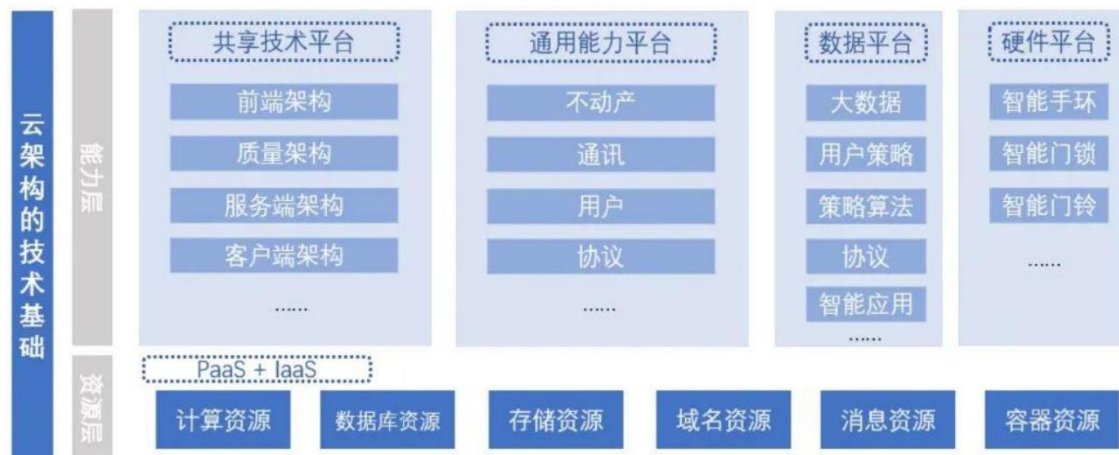 云架构的技术基础
能力层
共享技术平台
前端架构
质量架构
服务端架构
客户端架构
……
通用能力平台
不动产
通讯
用户
协议
……
数据平台
大数据
用户策略
策略算法
协议
智能应用
……
硬件平台
智能手环
智能门锁
智能门铃
……
资源层
PaaS + IaaS
计算资源
数据库资源
存储资源
域名资源
消息资源
容器资源